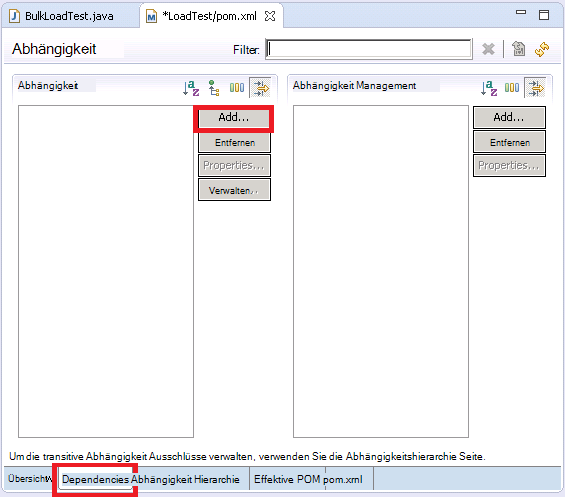 BulkLoadTest.java *LoadTest/pom.xml
Abhängigkeit Filter:
Abhängigkeit Abhängigkeit Management
Add... Add...
Entfernen Entfernen
Properties... Properties...
Verwalten..
Um die transitive Abhängigkeit Ausschlüsse verwalten, verwenden Sie die Abhängigkeitshierarchie Seite.
Übersicht Dependencies Abhängigkeit Hierarchie Effektive POM pom.xml